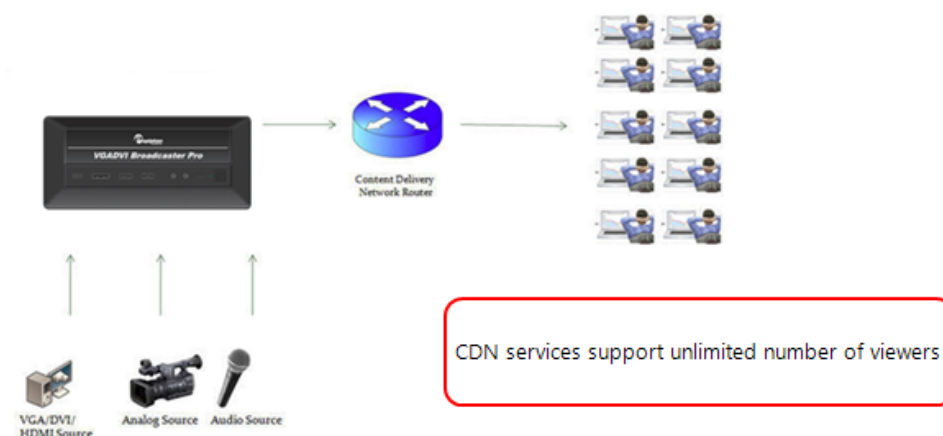 VGADVI Broadcaster Pro
Content Delivery
Network Router
CDN services support unlimited number of viewers
VGA/DVI/
HDMI Source
Analog Source
Audio Source